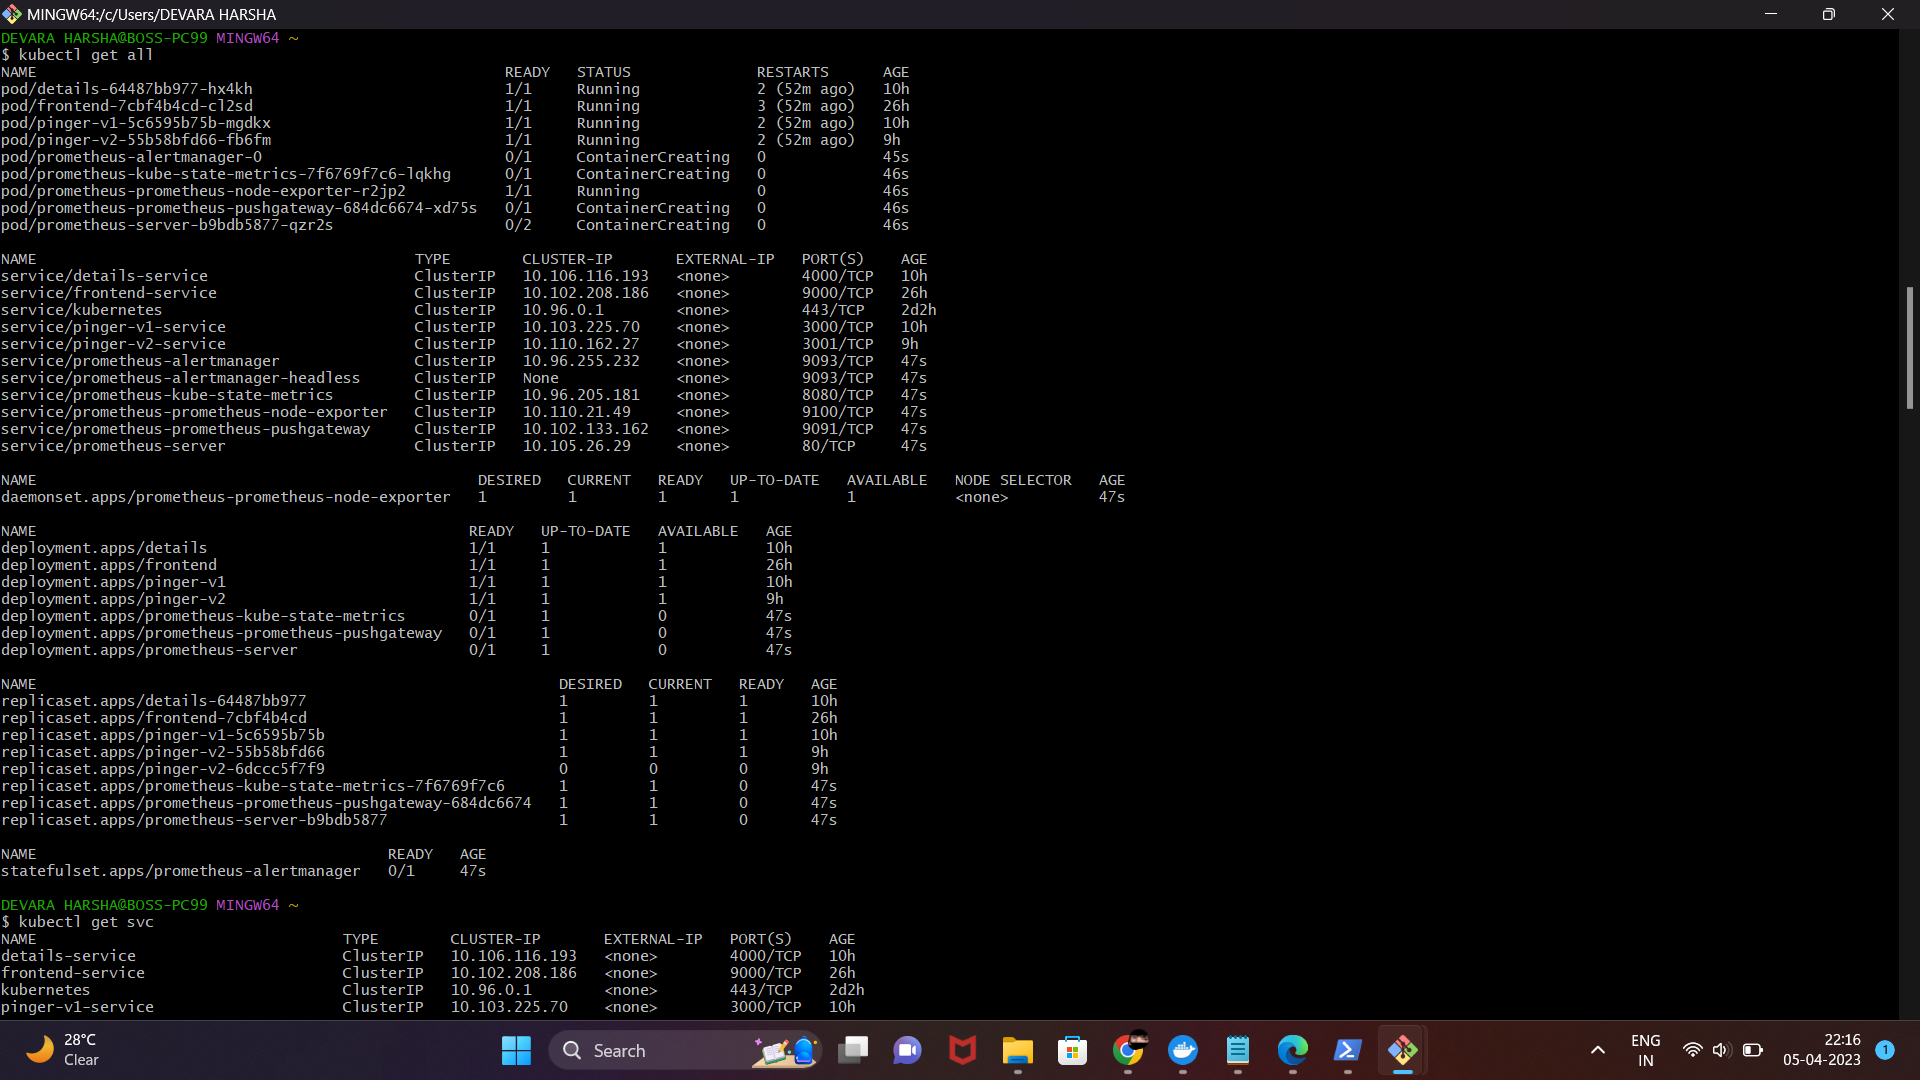 MINGW64:/c/Users/DEVARA HARSHA
DEVARA HARSHA@BOSS-PC99 MINGW64 ~
$ kubectl get all
NAME READY STATUS RESTARTS AGE
pod/details-64487bb977-hx4kh 1/1 Running 2 (52m ago) 10h
pod/frontend-7cbf4b4cd-cl2sd 1/1 Running 3 (52m ago) 26h
pod/pinger-v1-5c6595b75b-mgdkx 1/1 Running 2 (52m ago) 10h
pod/pinger-v2-55b58bfd66-fb6fm 1/1 Running 2 (52m ago) 9h
pod/prometheus-alertmanager-0 0/1 ContainerCreating 0 45s
pod/prometheus-kube-state-metrics-7f6769f7c6-lqkhg 0/1 ContainerCreating 0 46s
pod/prometheus-prometheus-node-exporter-r2jp2 1/1 Running 0 46s
pod/prometheus-prometheus-pushgateway-684dc6674-xd75s 0/1 ContainerCreating 0 46s
pod/prometheus-server-b9bdb5877-qzr2s 0/2 ContainerCreating 0 46s
NAME TYPE CLUSTER-IP EXTERNAL-IP PORT(S) AGE
service/details-service ClusterIP 10.106.116.193 <none> 4000/TCP 10h
service/frontend-service ClusterIP 10.102.208.186 <none> 9000/TCP 26h
service/kubernetes ClusterIP 10.96.0.1 <none> 443/TCP 2d2h
service/pinger-v1-service ClusterIP 10.103.225.70 <none> 3000/TCP 10h
service/pinger-v2-service ClusterIP 10.110.162.27 <none> 3001/TCP 9h
service/prometheus-alertmanager ClusterIP 10.96.255.232 <none> 9093/TCP 47s
service/prometheus-alertmanager-headless ClusterIP None <none> 9093/TCP 47s
service/prometheus-kube-state-metrics ClusterIP 10.96.205.181 <none> 8080/TCP 47s
service/prometheus-prometheus-node-exporter ClusterIP 10.110.21.49 <none> 9100/TCP 47s
service/prometheus-prometheus-pushgateway ClusterIP 10.102.133.162 <none> 9091/TCP 47s
service/prometheus-server ClusterIP 10.105.26.29 <none> 80/TCP 47s
NAME DESIRED CURRENT READY UP-TO-DATE AVAILABLE NODE SELECTOR AGE
daemonset.apps/prometheus-prometheus-node-exporter 1 1 1 1 1 <none> 47s
NAME READY UP-TO-DATE AVAILABLE AGE
deployment.apps/details 1/1 1 1 10h
deployment.apps/frontend 1/1 1 1 26h
deployment.apps/pinger-v1 1/1 1 1 10h
deployment.apps/pinger-v2 1/1 1 1 9h
deployment.apps/prometheus-kube-state-metrics 0/1 1 0 47s
deployment.apps/prometheus-prometheus-pushgateway 0/1 1 0 47s
deployment.apps/prometheus-server 0/1 1 0 47s
NAME DESIRED CURRENT READY AGE
replicaset.apps/details-64487bb977 1 1 1 10h
replicaset.apps/frontend-7cbf4b4cd 1 1 1 26h
replicaset.apps/pinger-v1-5c6595b75b 1 1 1 10h
replicaset.apps/pinger-v2-55b58bfd66 1 1 1 9h
replicaset.apps/pinger-v2-6dccc5f7f9 0 0 0 9h
replicaset.apps/prometheus-kube-state-metrics-7f6769f7c6 1 1 0 47s
replicaset.apps/prometheus-prometheus-pushgateway-684dc6674 1 1 0 47s
replicaset.apps/prometheus-server-b9bdb5877 1 1 0 47s
NAME READY AGE
statefulset.apps/prometheus-alertmanager 0/1 47s
DEVARA HARSHA@BOSS-PC99 MINGW64 ~
$ kubectl get svc
NAME TYPE CLUSTER-IP EXTERNAL-IP PORT(S) AGE
details-service ClusterIP 10.106.116.193 <none> 4000/TCP 10h
frontend-service ClusterIP 10.102.208.186 <none> 9000/TCP 26h
kubernetes ClusterIP 10.96.0.1 <none> 443/TCP 2d2h
pinger-v1-service ClusterIP 10.103.225.70 <none> 3000/TCP 10h
28°C
Clear
Search
ENG
IN
22:16
05-04-2023
1